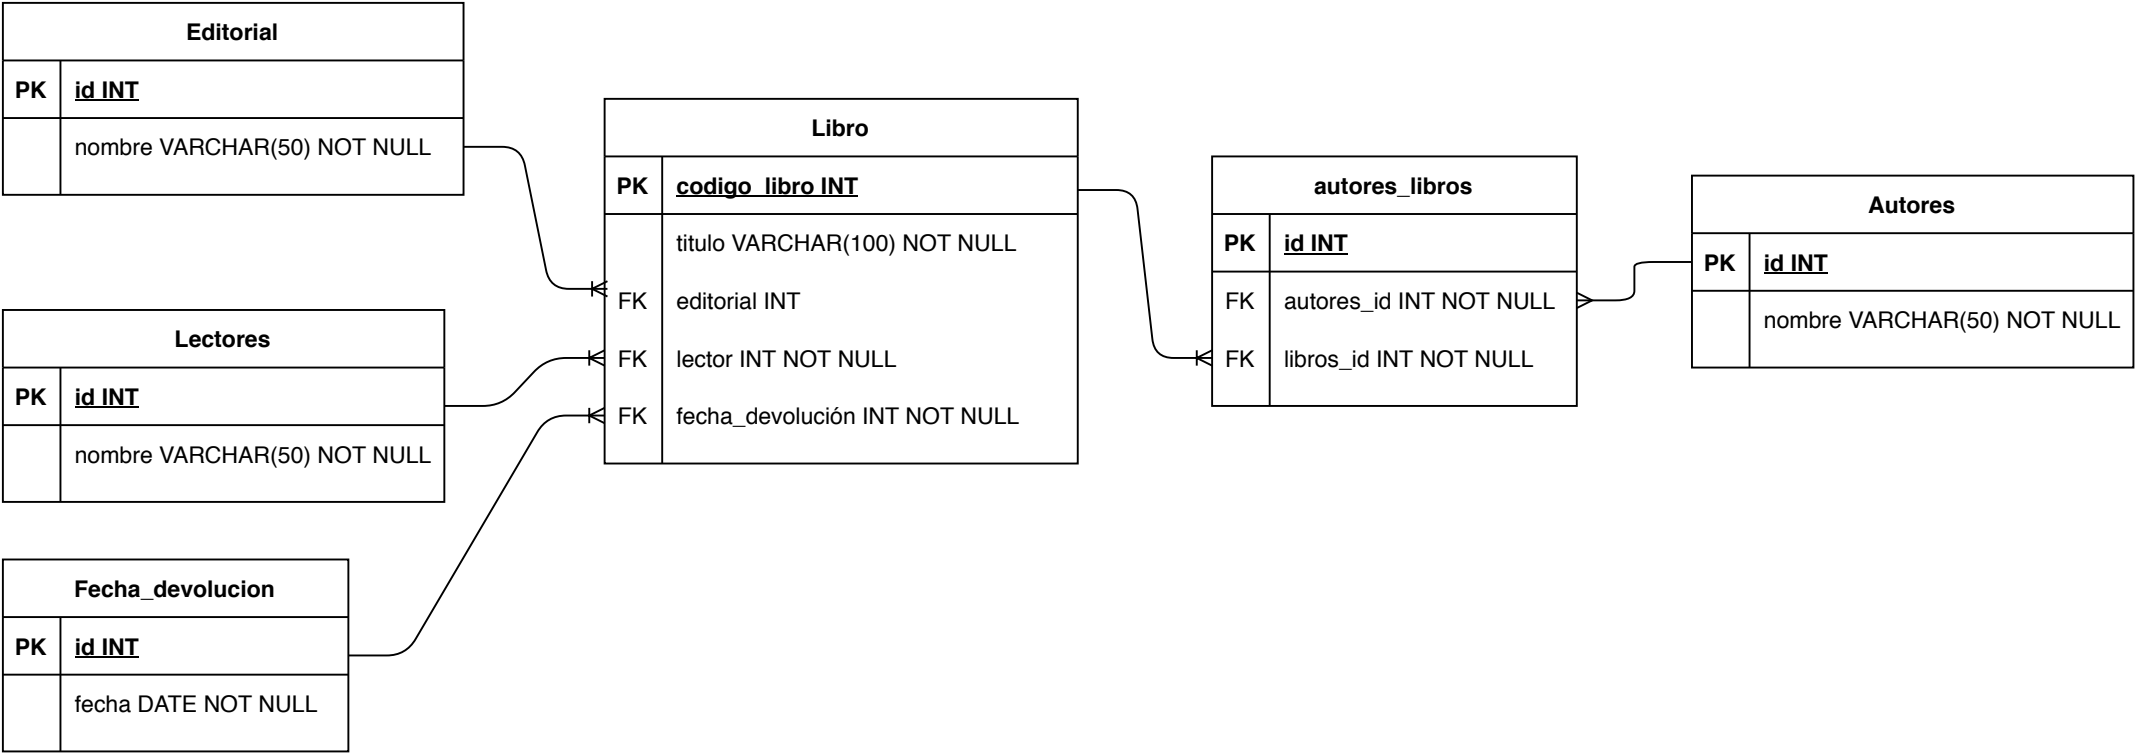 Editorial
PK id INT
nombre VARCHAR(50) NOT NULL
Lectores
PK id INT
nombre VARCHAR(50) NOT NULL
Fecha_devolucion
PK id INT
fecha DATE NOT NULL
Libro
PK codigo_libro INT
titulo VARCHAR(100) NOT NULL
FK editorial INT
FK lector INT NOT NULL
FK fecha_devolución INT NOT NULL
autores_libros
PK id INT
FK autores_id INT NOT NULL
FK libros_id INT NOT NULL
Autores
PK id INT
nombre VARCHAR(50) NOT NULL